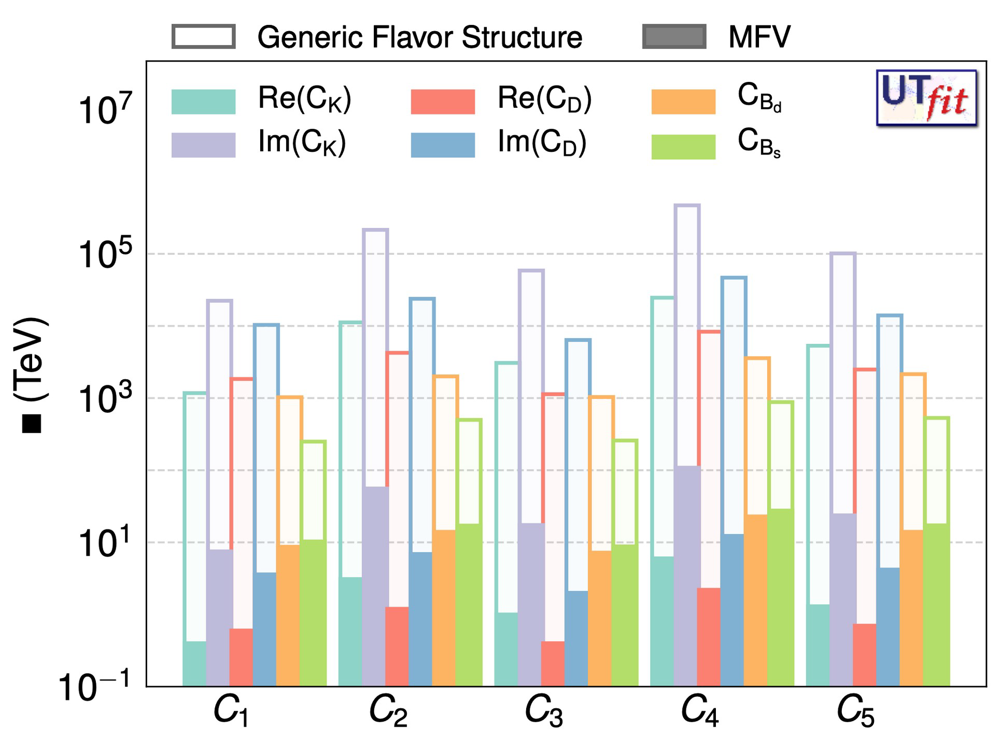 Generic Flavor Structure MFV
Re(C_K) Re(C_D) C_{B_d}
Im(C_K) Im(C_D) C_{B_s}
UTfit
10^7
10^5
10^3
10^1
10^{−1}
■ (TeV)
C_1 C_2 C_3 C_4 C_5